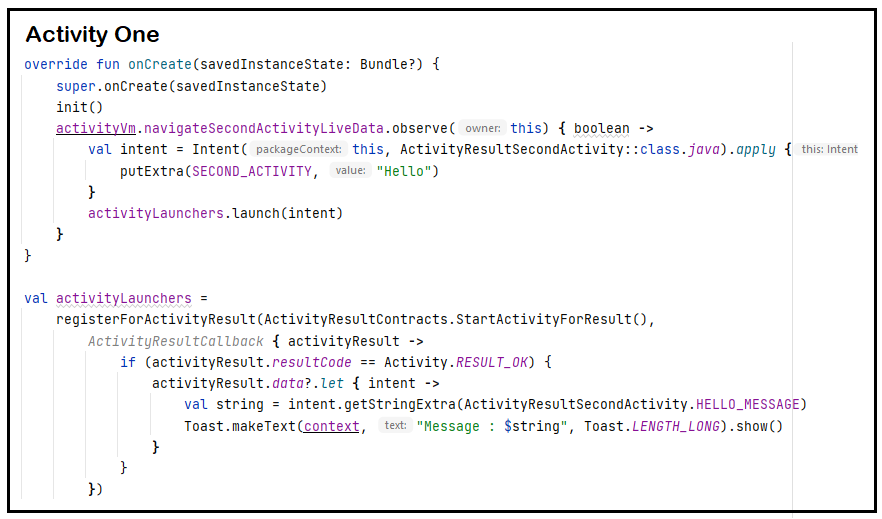 Activity One
override fun onCreate(savedInstanceState: Bundle?) {
super.onCreate(savedInstanceState)
init()
activityVm.navigateSecondActivityLiveData.observe( owner: this) { boolean ->
val intent = Intent( packageContext: this, ActivityResultSecondActivity::class.java).apply { this: Intent
putExtra(SECOND_ACTIVITY, value: "Hello")
}
activityLaunchers.launch(intent)
}
}
val activityLaunchers =
registerForActivityResult(ActivityResultContracts.StartActivityForResult(),
ActivityResultCallback { activityResult ->
if (activityResult.resultCode == Activity.RESULT_OK) {
activityResult.data?.let { intent ->
val string = intent.getStringExtra(ActivityResultSecondActivity.HELLO_MESSAGE)
Toast.makeText(context, text: "Message : $string", Toast.LENGTH_LONG).show()
}
}
})